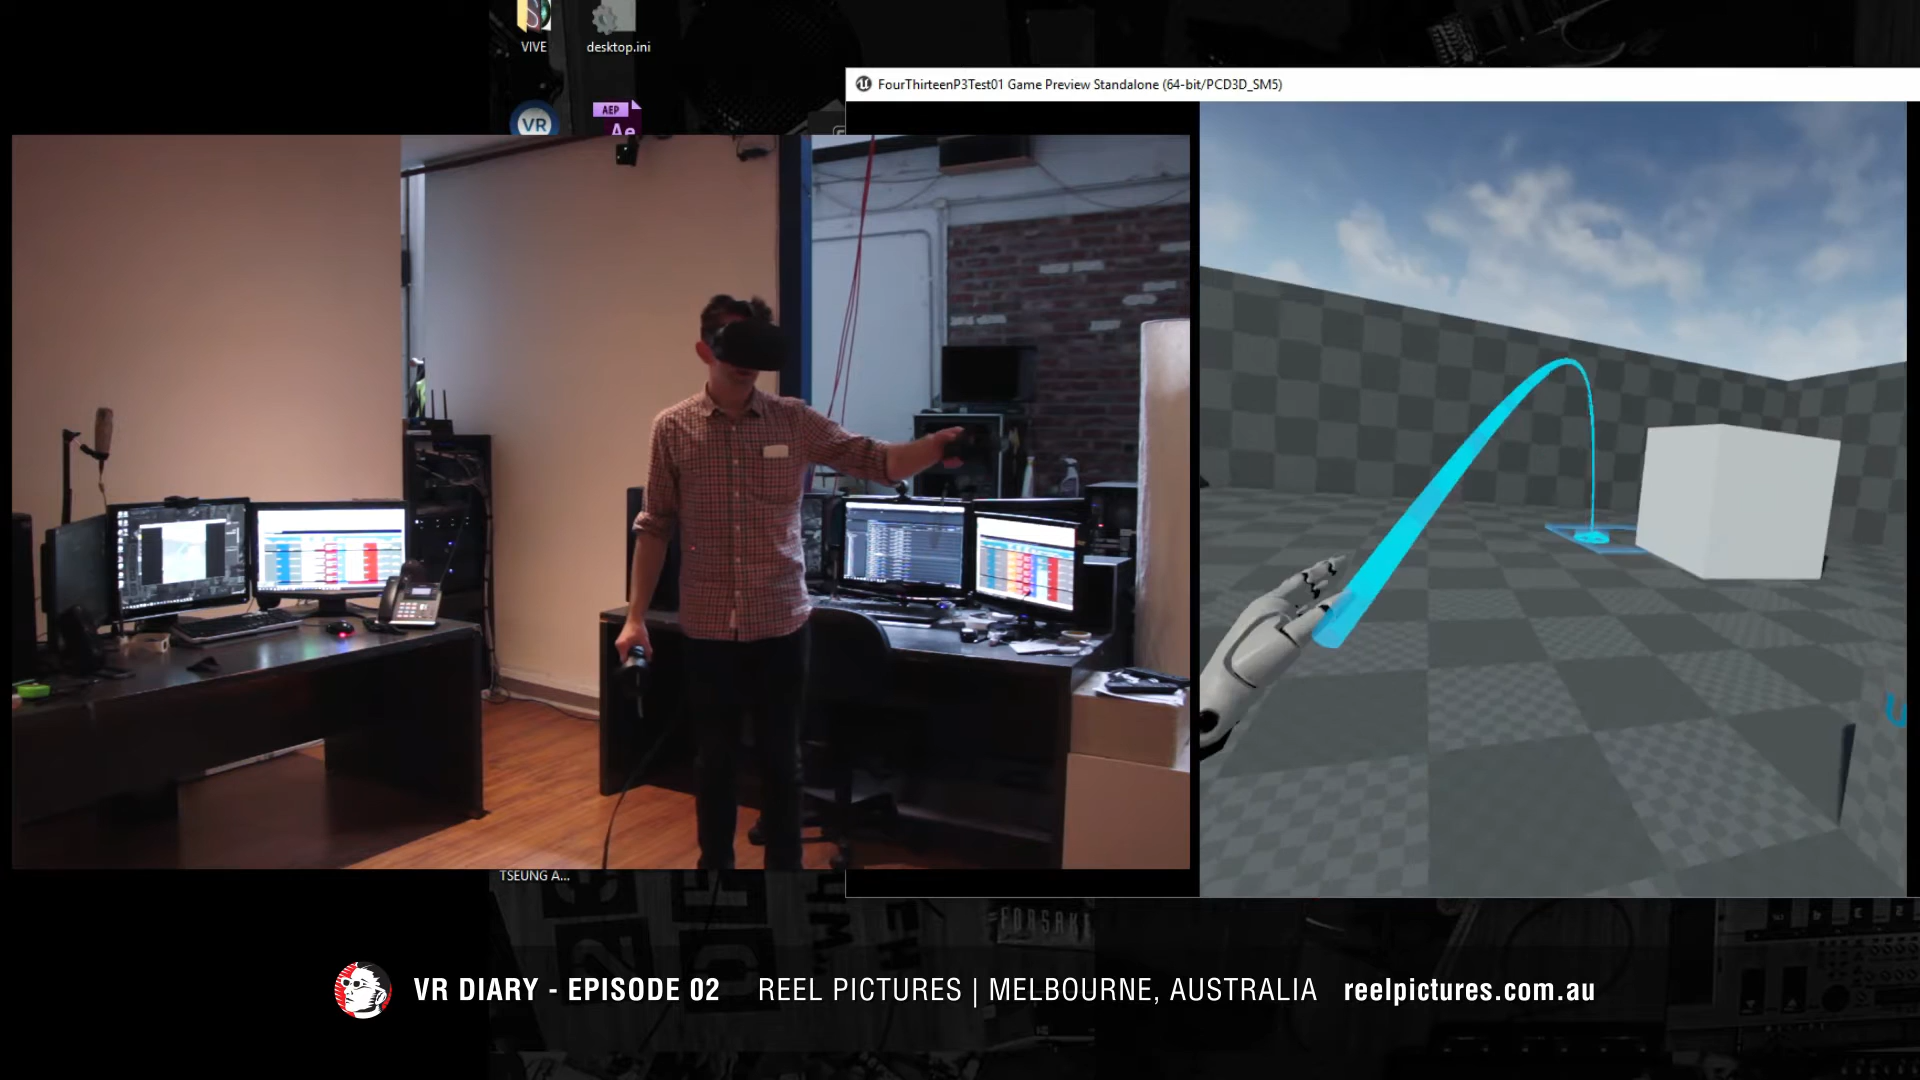 VIVE
desktop.ini
FourThirteenP3Test01 Game Preview Standalone (64-bit/PCD3D_SM5)
AEP
VR
Ae
TSEUNG A...
VR DIARY - EPISODE 02 REEL PICTURES | MELBOURNE, AUSTRALIA reelpictures.com.au